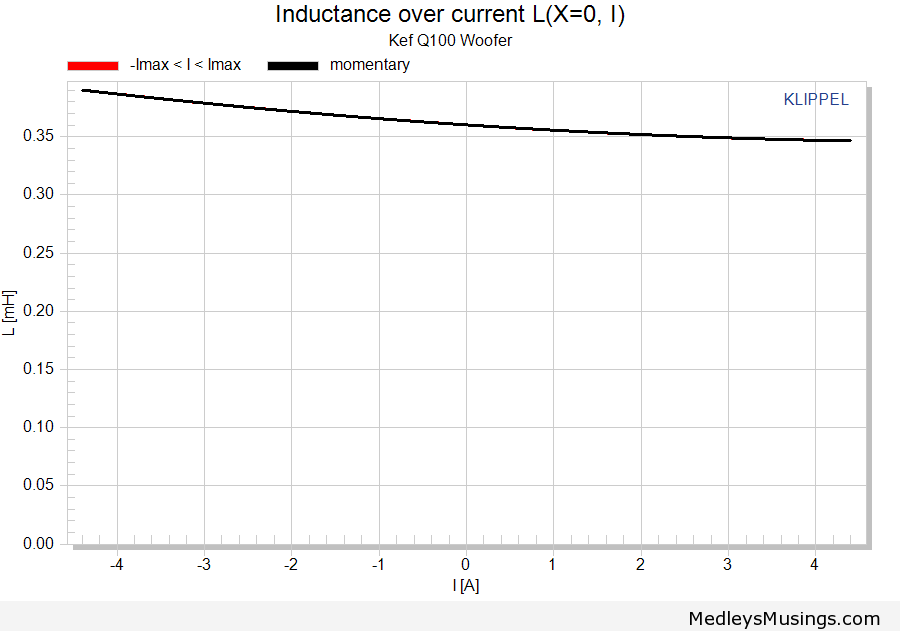 Inductance over current L(X=0, I)
Kef Q100 Woofer
-Imax < I < Imax momentary
KLIPPEL
0.35
0.30
0.25
0.20
0.15
0.10
0.05
0.00
L [mH]
-4 -3 -2 -1 0 1 2 3 4
I [A]
MedleysMusings.com